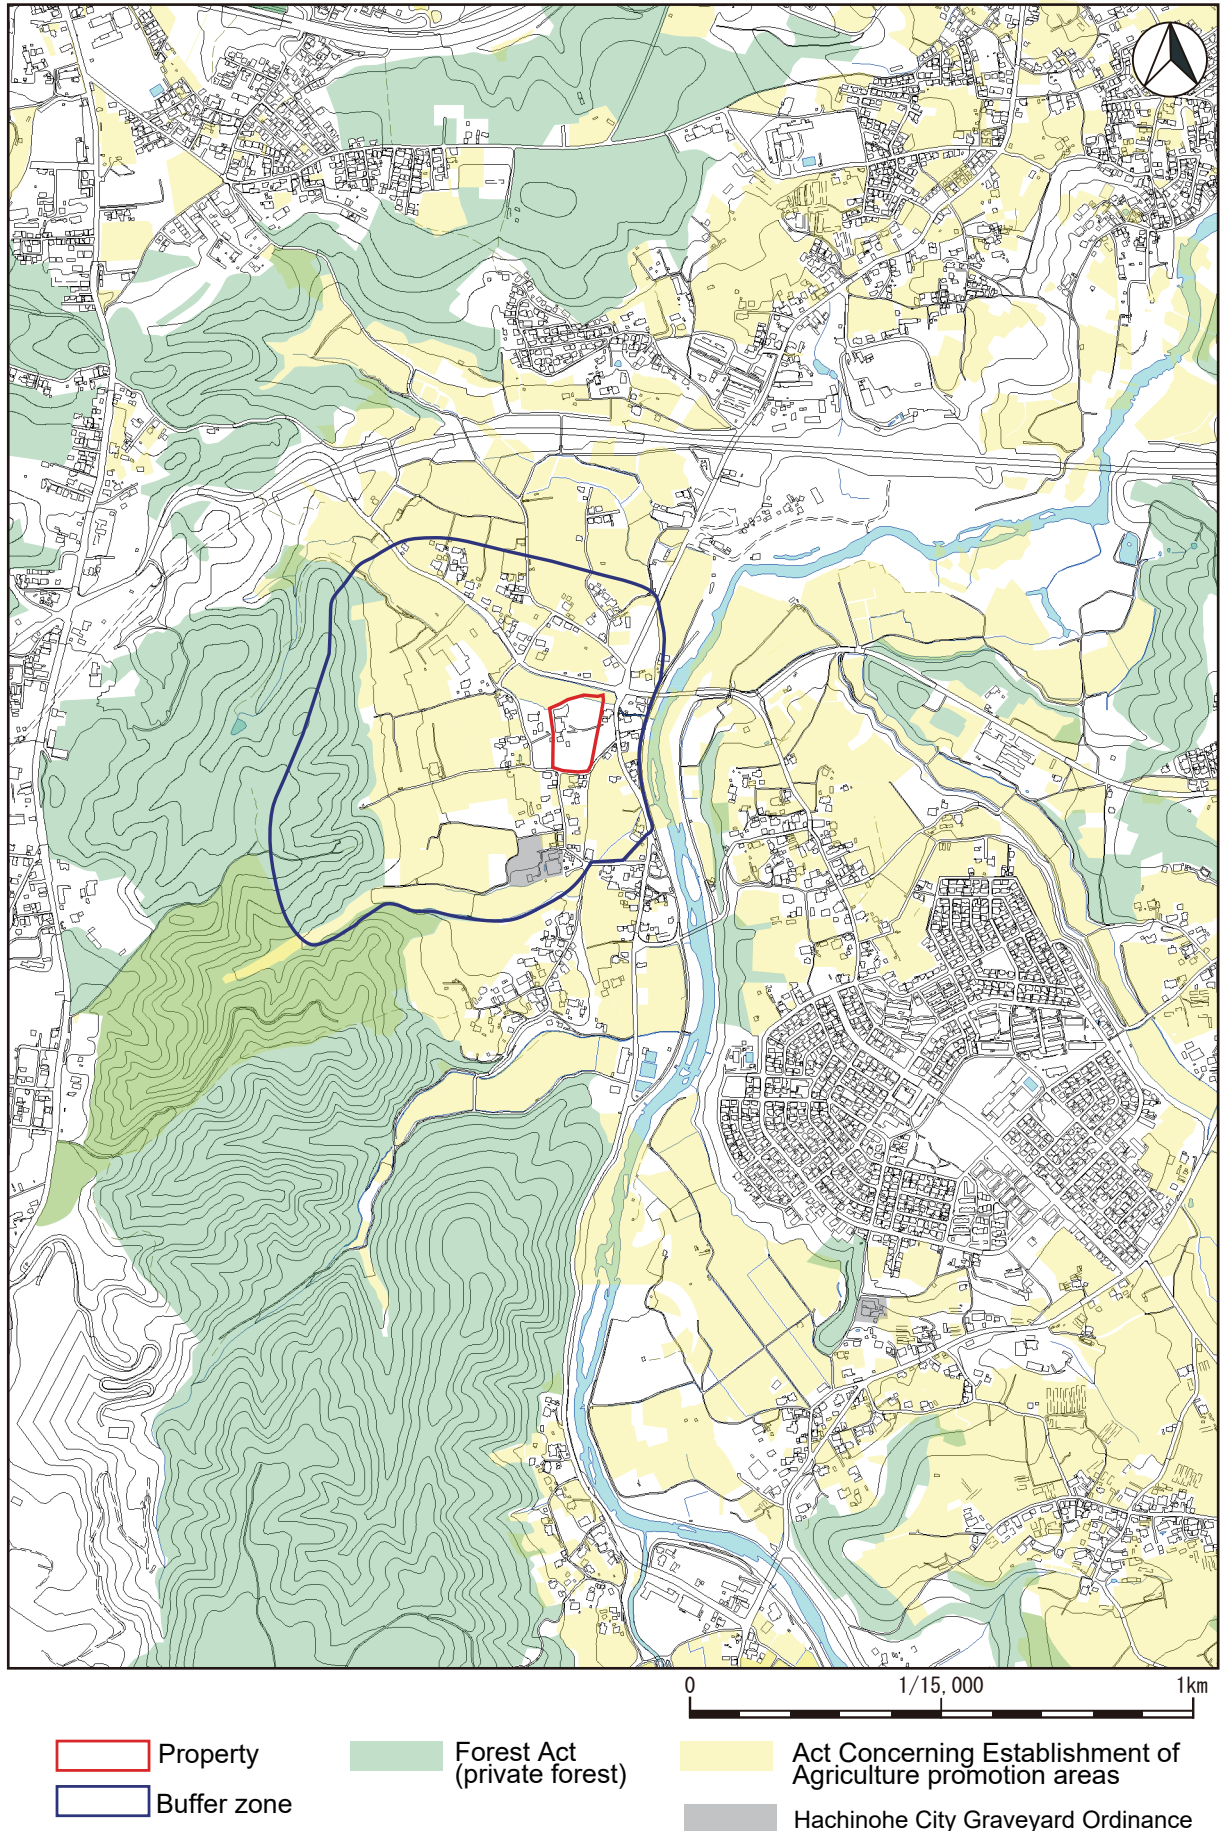 0 1/15,000 1km
Property
Buffer zone
Forest Act
(private forest)
Act Concerning Establishment of
Agriculture promotion areas
Hachinohe City Graveyard Ordinance